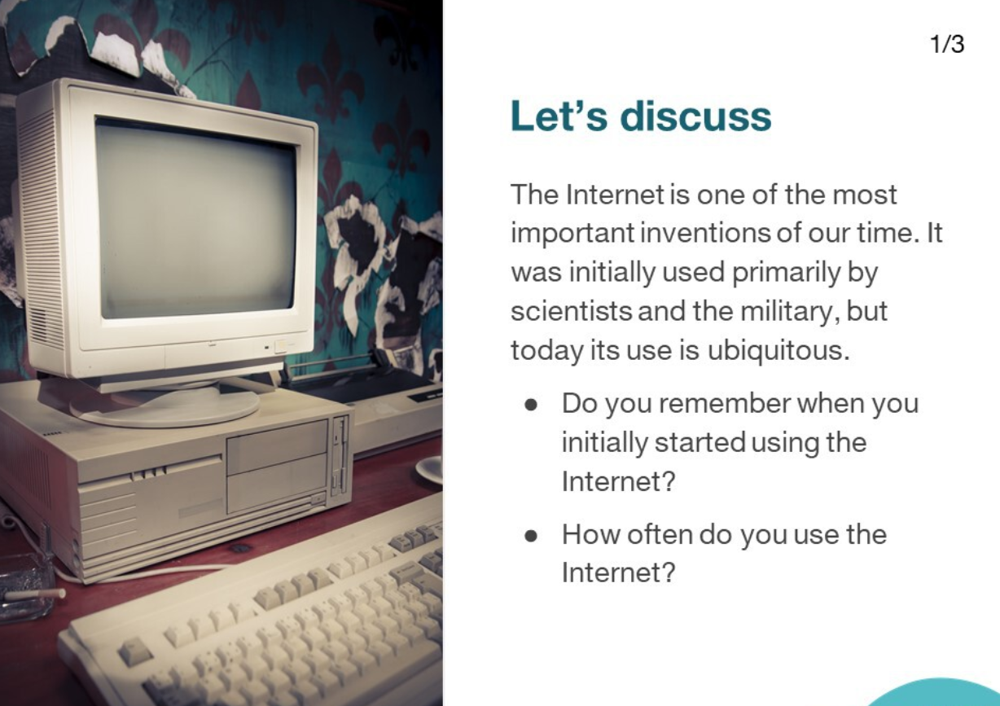 1/3
Let's discuss
The Internet is one of the most
important inventions of our time. It
was initially used primarily by
scientists and the military, but
today its use is ubiquitous.
● Do you remember when you
initially started using the
Internet?
● How often do you use the
Internet?